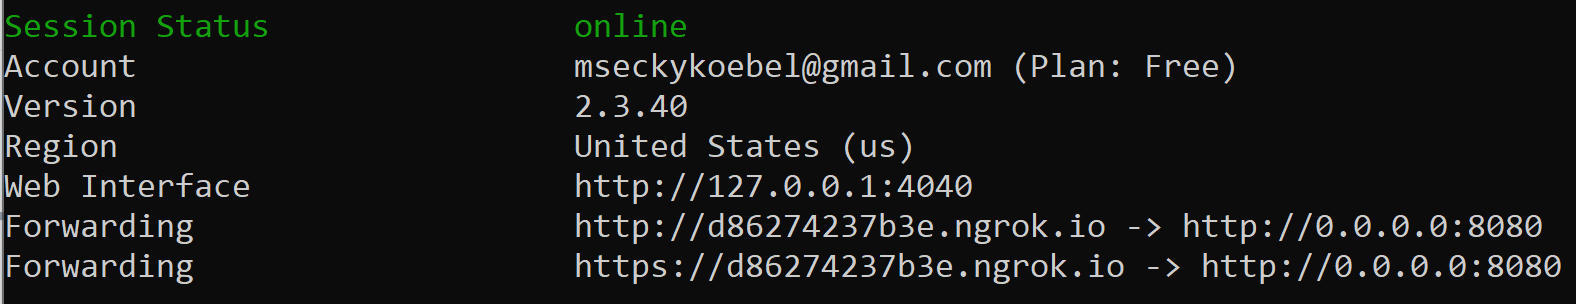 Session Status online
Account mseckykoebel@gmail.com (Plan: Free)
Version 2.3.40
Region United States (us)
Web Interface http://127.0.0.1:4040
Forwarding http://d86274237b3e.ngrok.io -> http://0.0.0.0:8080
Forwarding https://d86274237b3e.ngrok.io -> http://0.0.0.0:8080